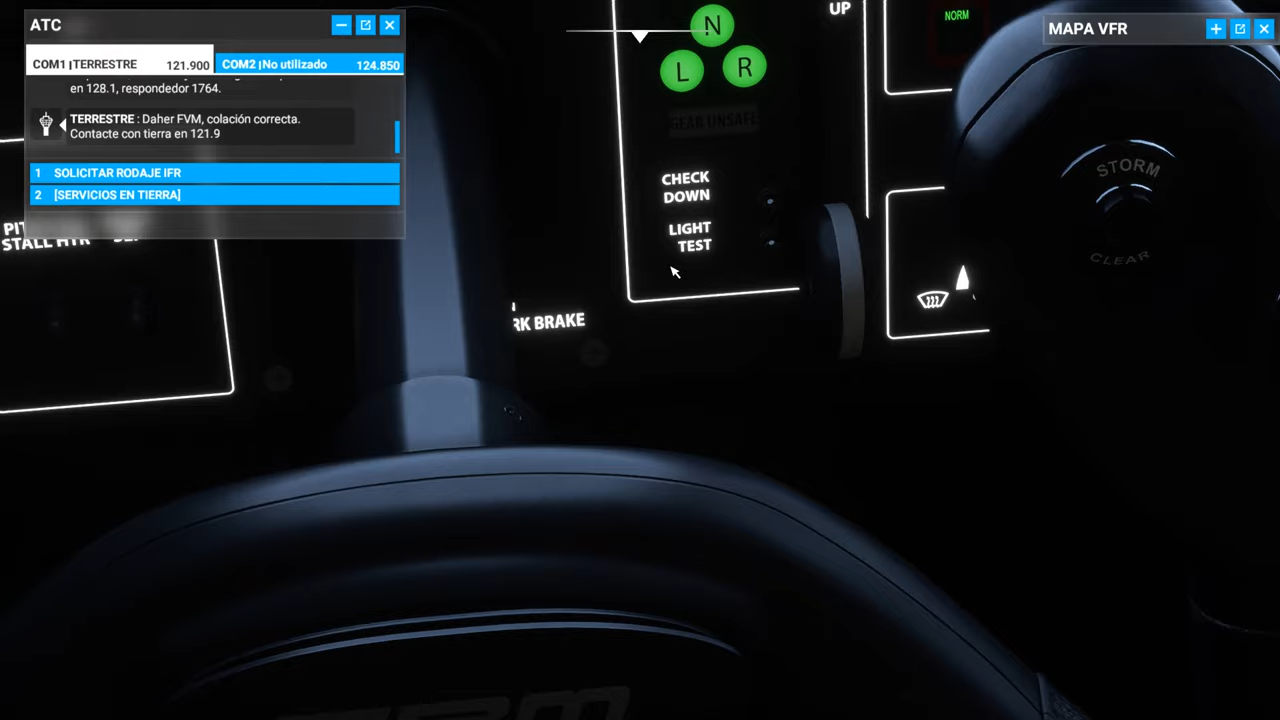 ATC
COM1 | TERRESTRE 121.900
COM2 | No utilizado 124.850
en 128.1, respondedor 1764.
TERRESTRE : Daher FVM, colación correcta.
Contacte con tierra en 121.9
1 SOLICITAR RODAJE IFR
2 [SERVICIOS EN TIERRA]
STALL HTR
UP
N
L
R
GEAR UNSAFE
CHECK
DOWN
LIGHT
TEST
RK BRAKE
NORM
MAPA VFR
STORM
CLEAR